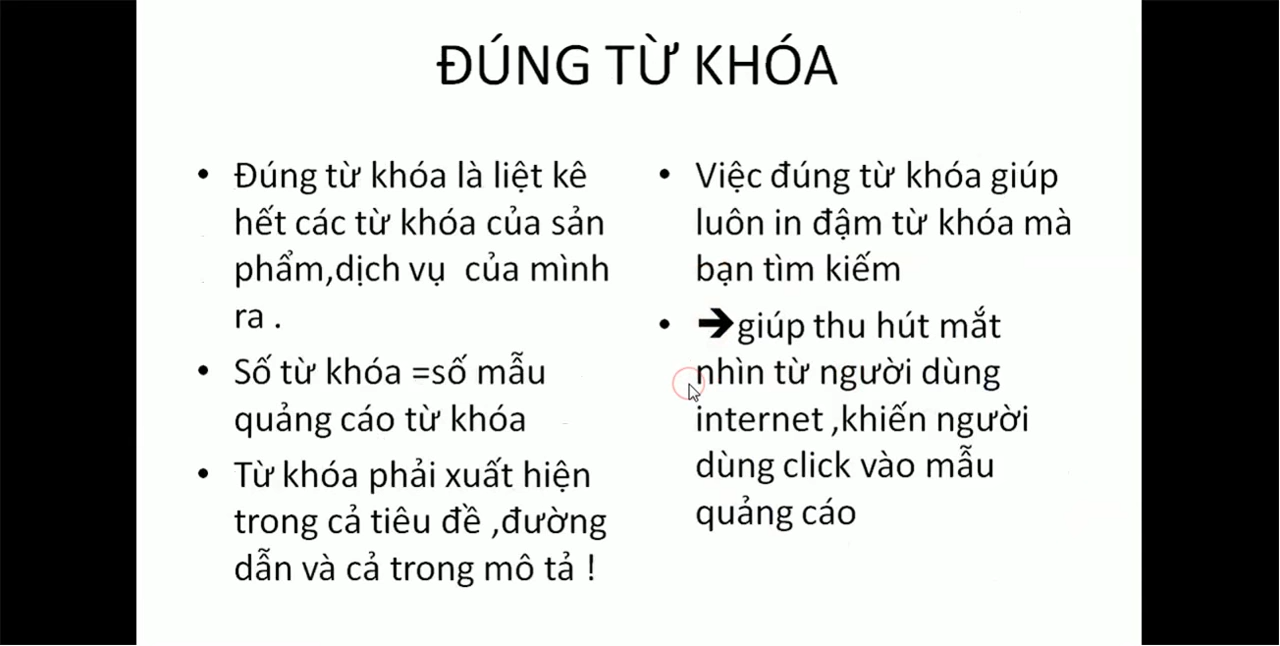 ĐÚNG TỪ KHÓA
• Đúng từ khóa là liệt kê
hết các từ khóa của sản
phẩm,dịch vụ  của mình
ra .
• Số từ khóa =số mẫu
quảng cáo từ khóa
• Từ khóa phải xuất hiện
trong cả tiêu đề ,đường
dẫn và cả trong mô tả !
• Việc đúng từ khóa giúp
luôn in đậm từ khóa mà
bạn tìm kiếm
• ➔giúp thu hút mắt
nhìn từ người dùng
internet ,khiến người
dùng click vào mẫu
quảng cáo